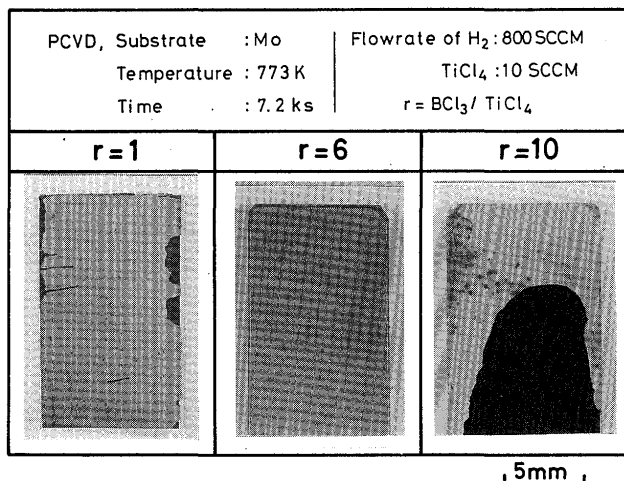 PCVD, Substrate : Mo
Temperature : 773 K
Time : 7.2 ks
Flowrate of H₂ : 800 SCCM
TiCl₄ : 10 SCCM
r = BCl₃ / TiCl₄
r = 1
r = 6
r = 10
5mm